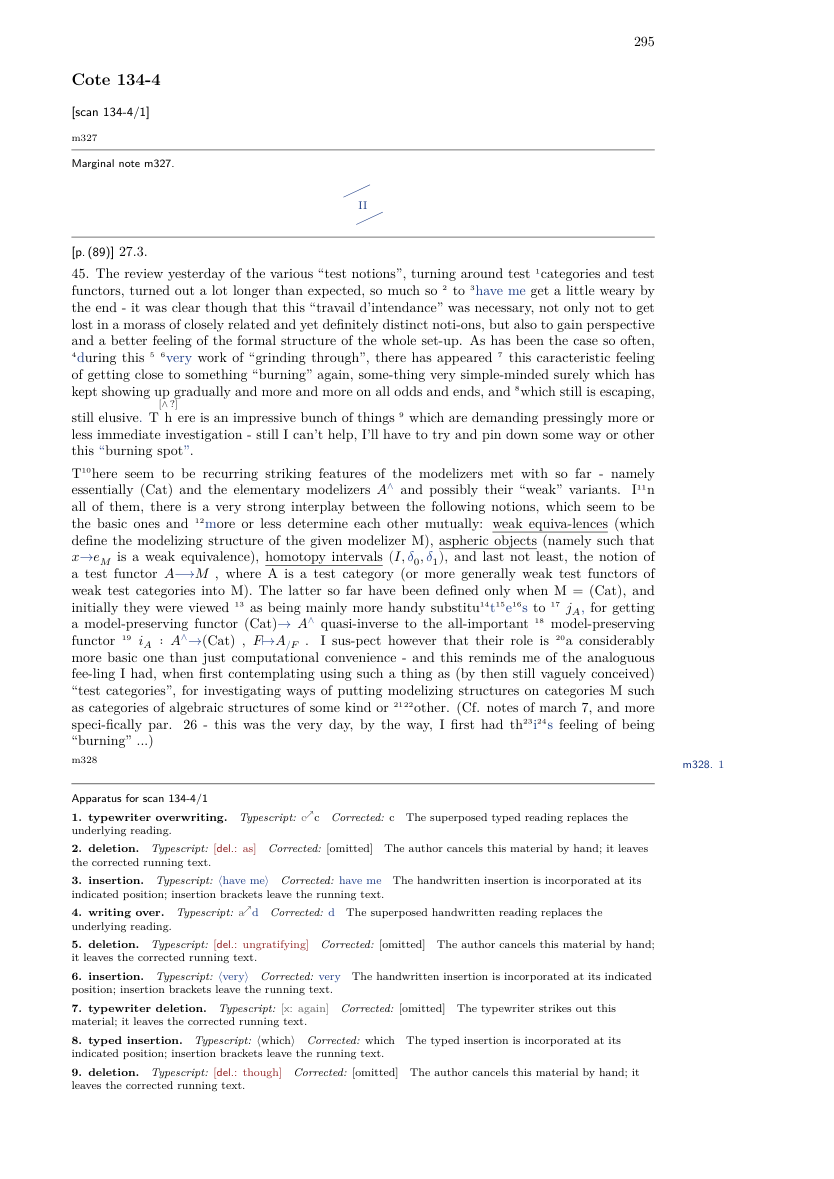 295
Cote 134-4
[scan 134-4/1]
m327
Marginal note m327.
II
[p. (89)] 27.3.
45. The review yesterday of the various “test notions”, turning around test ¹categories and test
functors, turned out a lot longer than expected, so much so ² to ³have me get a little weary by
the end - it was clear though that this “travail d’intendance” was necessary, not only not to get
lost in a morass of closely related and yet definitely distinct noti-ons, but also to gain perspective
and a better feeling of the formal structure of the whole set-up. As has been the case so often,
⁴during this ⁵ ⁶very work of “grinding through”, there has appeared ⁷ this caracteristic feeling
of getting close to something “burning” again, some-thing very simple-minded surely which has
kept showing up gradually and more and more on all odds and ends, and ⁸which still is escaping,
[∧ ?]
still elusive. T h ere is an impressive bunch of things ⁹ which are demanding pressingly more or
less immediate investigation - still I can’t help, I’ll have to try and pin down some way or other
this “burning spot”.
T¹⁰here seem to be recurring striking features of the modelizers met with so far - namely
essentially (Cat) and the elementary modelizers A^∧ and possibly their “weak” variants. I¹¹n
all of them, there is a very strong interplay between the following notions, which seem to be
the basic ones and ¹²more or less determine each other mutually: weak equiva-lences (which
define the modelizing structure of the given modelizer M), aspheric objects (namely such that
x→e_M is a weak equivalence), homotopy intervals (I, δ₀, δ₁), and last not least, the notion of
a test functor A⟶M , where A is a test category (or more generally weak test functors of
weak test categories into M). The latter so far have been defined only when M = (Cat), and
initially they were viewed ¹³ as being mainly more handy substitu¹⁴t¹⁵e¹⁶s to ¹⁷ j_A, for getting
a model-preserving functor (Cat)→ A^∧ quasi-inverse to the all-important ¹⁸ model-preserving
functor ¹⁹ i_A : A^∧→(Cat) , F↦A_/F . I sus-pect however that their role is ²⁰a considerably
more basic one than just computational convenience - and this reminds me of the analogous
fee-ling I had, when first contemplating using such a thing as (by then still vaguely conceived)
“test categories”, for investigating ways of putting modelizing structures on categories M such
as categories of algebraic structures of some kind or ²¹²²other. (Cf. notes of march 7, and more
speci-fically par. 26 - this was the very day, by the way, I first had th²³i²⁴s feeling of being
“burning” ...)
m328
m328. 1
Apparatus for scan 134-4/1
1. typewriter overwriting. Typescript: c↗c Corrected: c The superposed typed reading replaces the
underlying reading.
2. deletion. Typescript: [del.: as] Corrected: [omitted] The author cancels this material by hand; it leaves
the corrected running text.
3. insertion. Typescript: ⟨have me⟩ Corrected: have me The handwritten insertion is incorporated at its
indicated position; insertion brackets leave the running text.
4. writing over. Typescript: a↗d Corrected: d The superposed handwritten reading replaces the
underlying reading.
5. deletion. Typescript: [del.: ungratifying] Corrected: [omitted] The author cancels this material by hand;
it leaves the corrected running text.
6. insertion. Typescript: ⟨very⟩ Corrected: very The handwritten insertion is incorporated at its indicated
position; insertion brackets leave the running text.
7. typewriter deletion. Typescript: [x: again] Corrected: [omitted] The typewriter strikes out this
material; it leaves the corrected running text.
8. typed insertion. Typescript: ⟨which⟩ Corrected: which The typed insertion is incorporated at its
indicated position; insertion brackets leave the running text.
9. deletion. Typescript: [del.: though] Corrected: [omitted] The author cancels this material by hand; it
leaves the corrected running text.